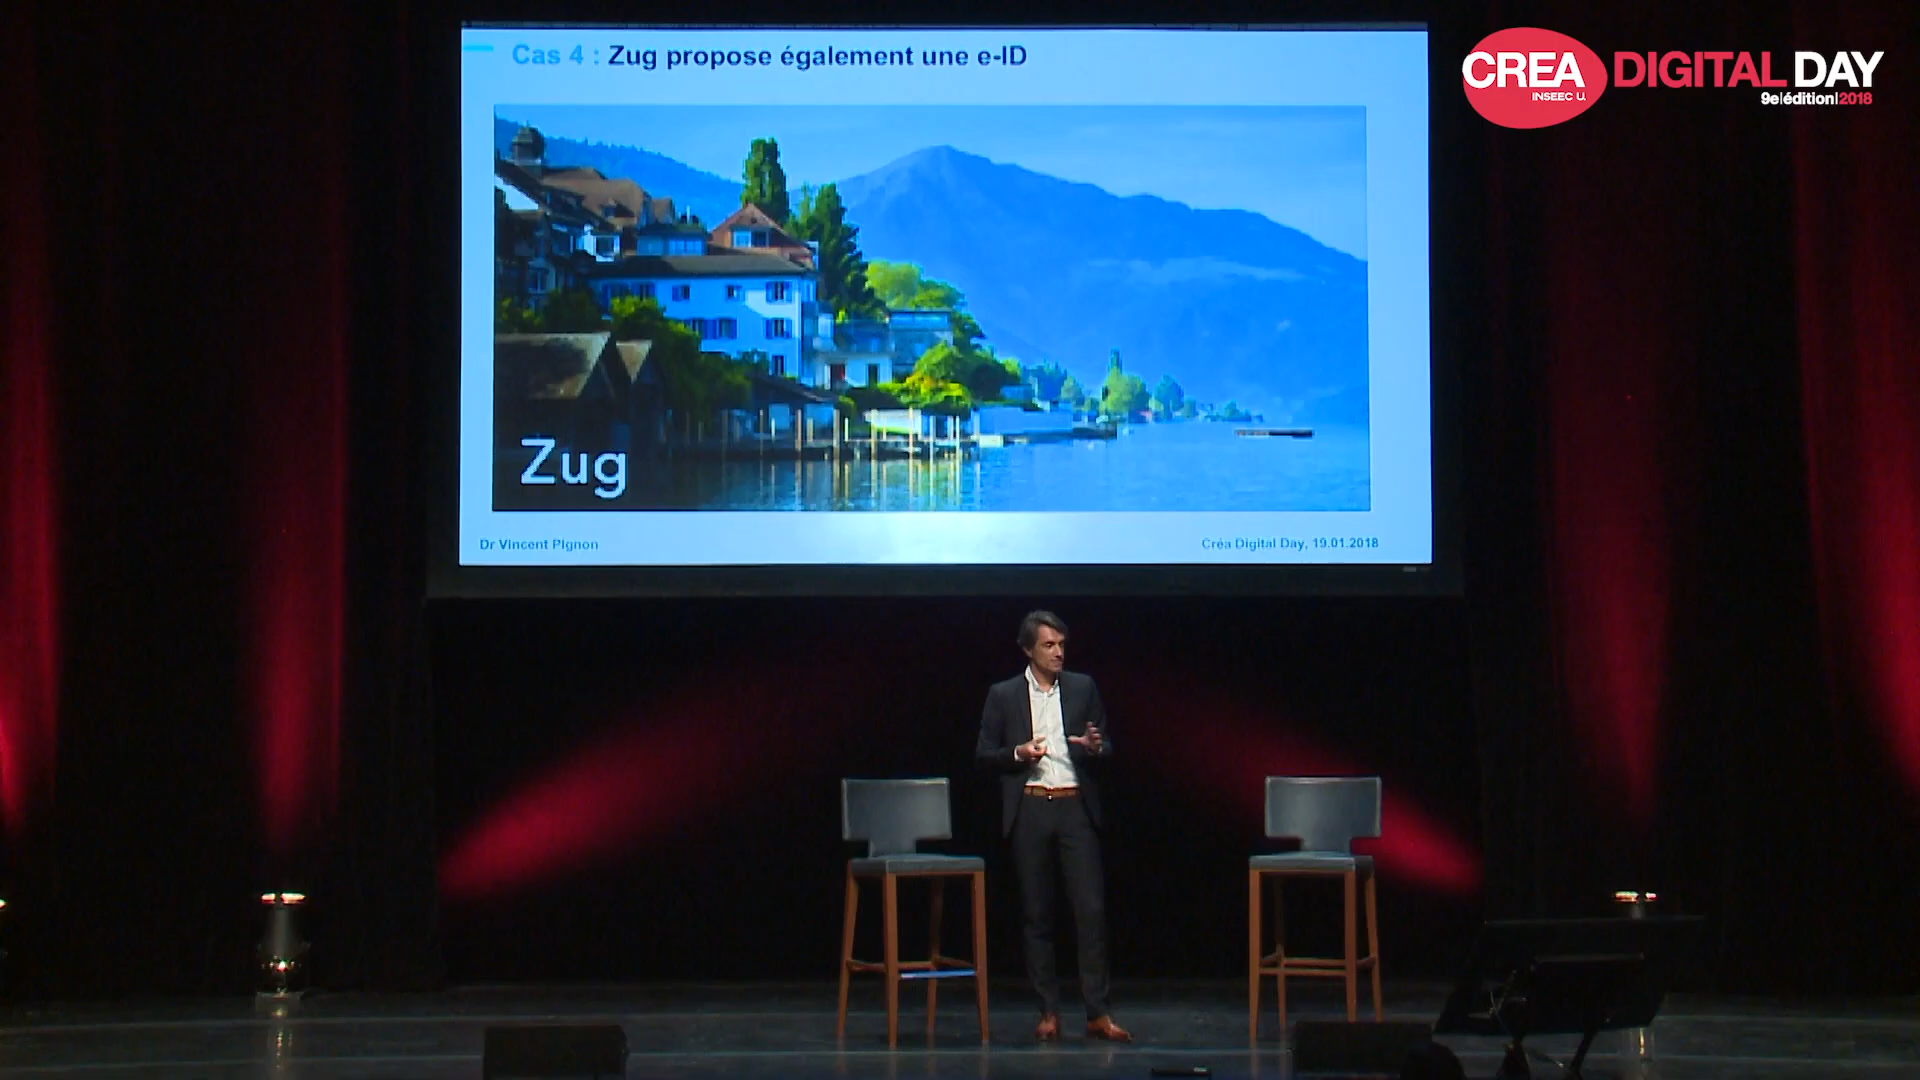 Cas 4 : Zug propose également une e-ID
Zug
Dr Vincent Pignon
Créa Digital Day, 19.01.2018
CREA
INSEEC U.
DIGITAL DAY
9e|édition|2018